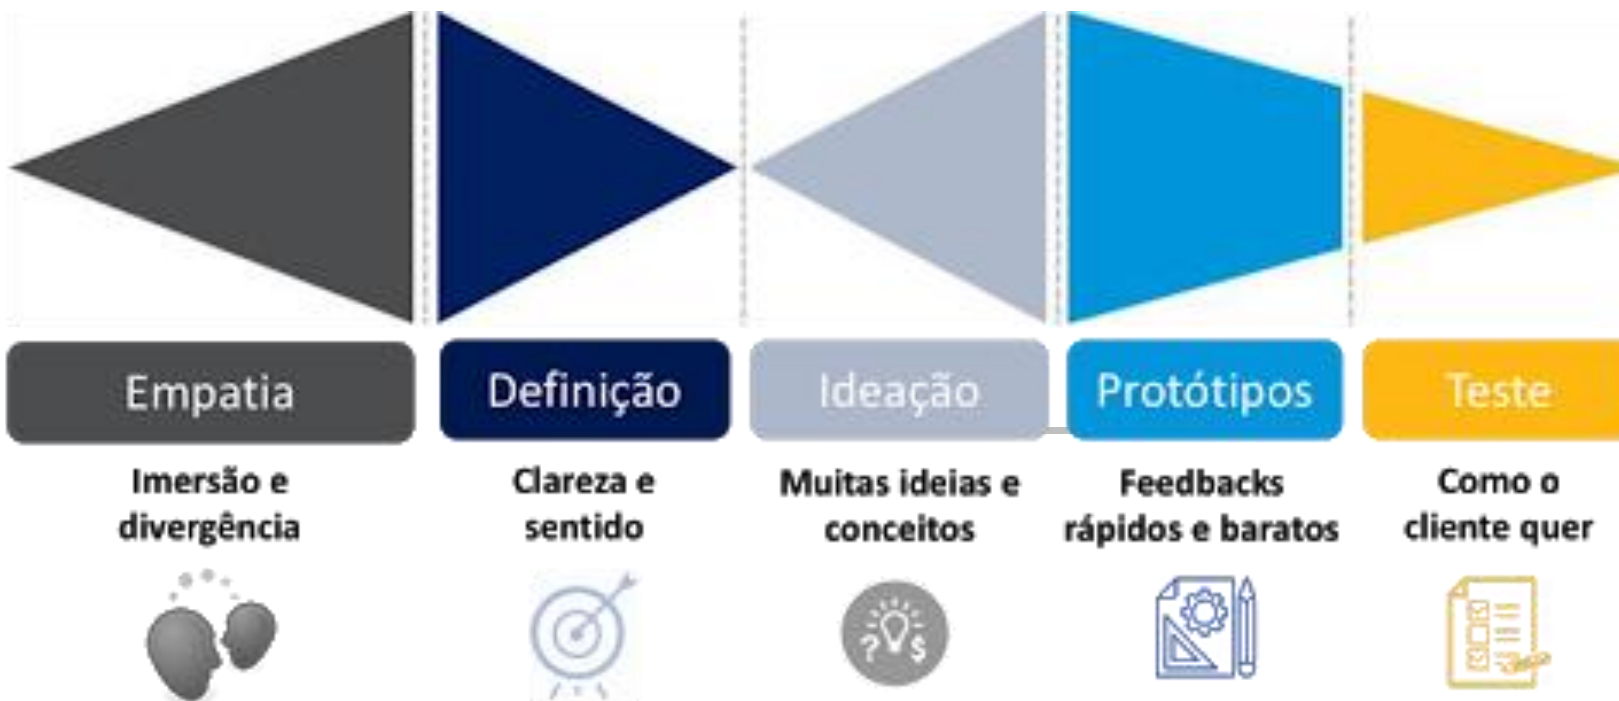 Empatia
Definição
Ideação
Protótipos
Teste
Imersão e
divergência
Clareza e
sentido
Muitas ideias e
conceitos
Feedbacks
rápidos e baratos
Como o
cliente quer
? $